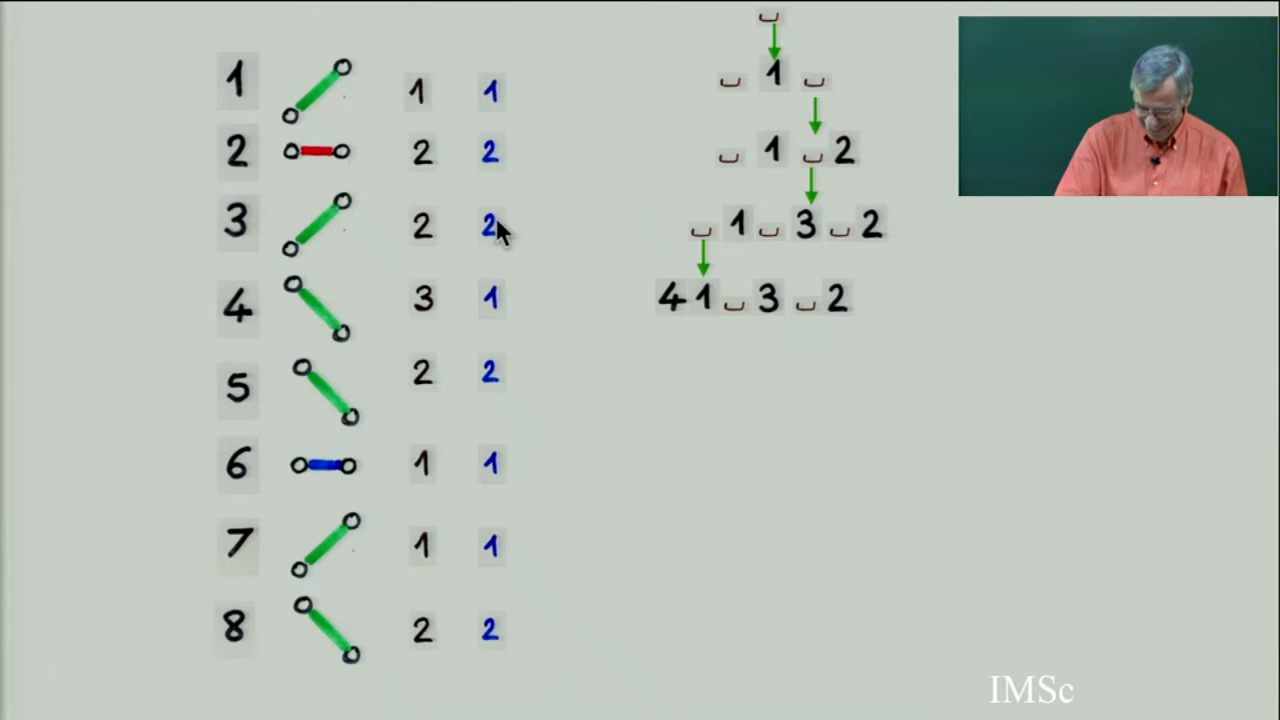 1 1 1
2 2 2
3 2 2
4 3 1
5 2 2
6 1 1
7 1 1
8 2 2
␣
␣ 1 ␣
␣ 1 ␣ 2
␣ 1 ␣ 3 ␣ 2
4 1 ␣ 3 ␣ 2
IMSc